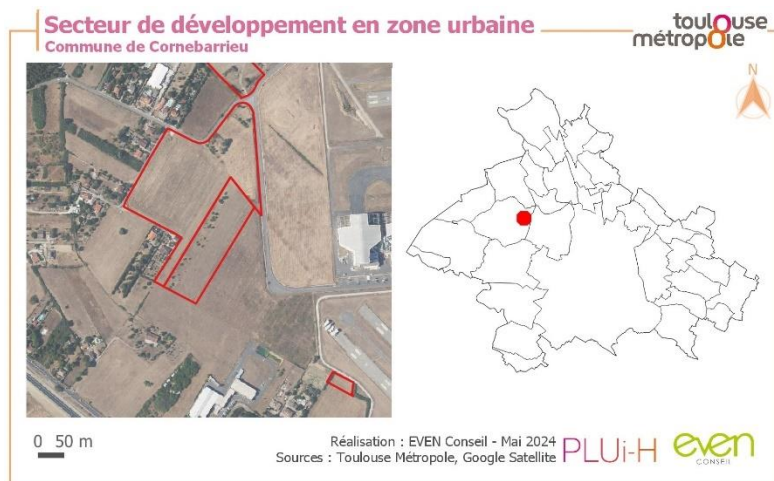 Secteur de développement en zone urbaine
Commune de Cornebarrieu
toulouse
métropole
N
0 50 m
Réalisation : EVEN Conseil - Mai 2024
Sources : Toulouse Métropole, Google Satellite
PLUi-H
even
CONSEIL